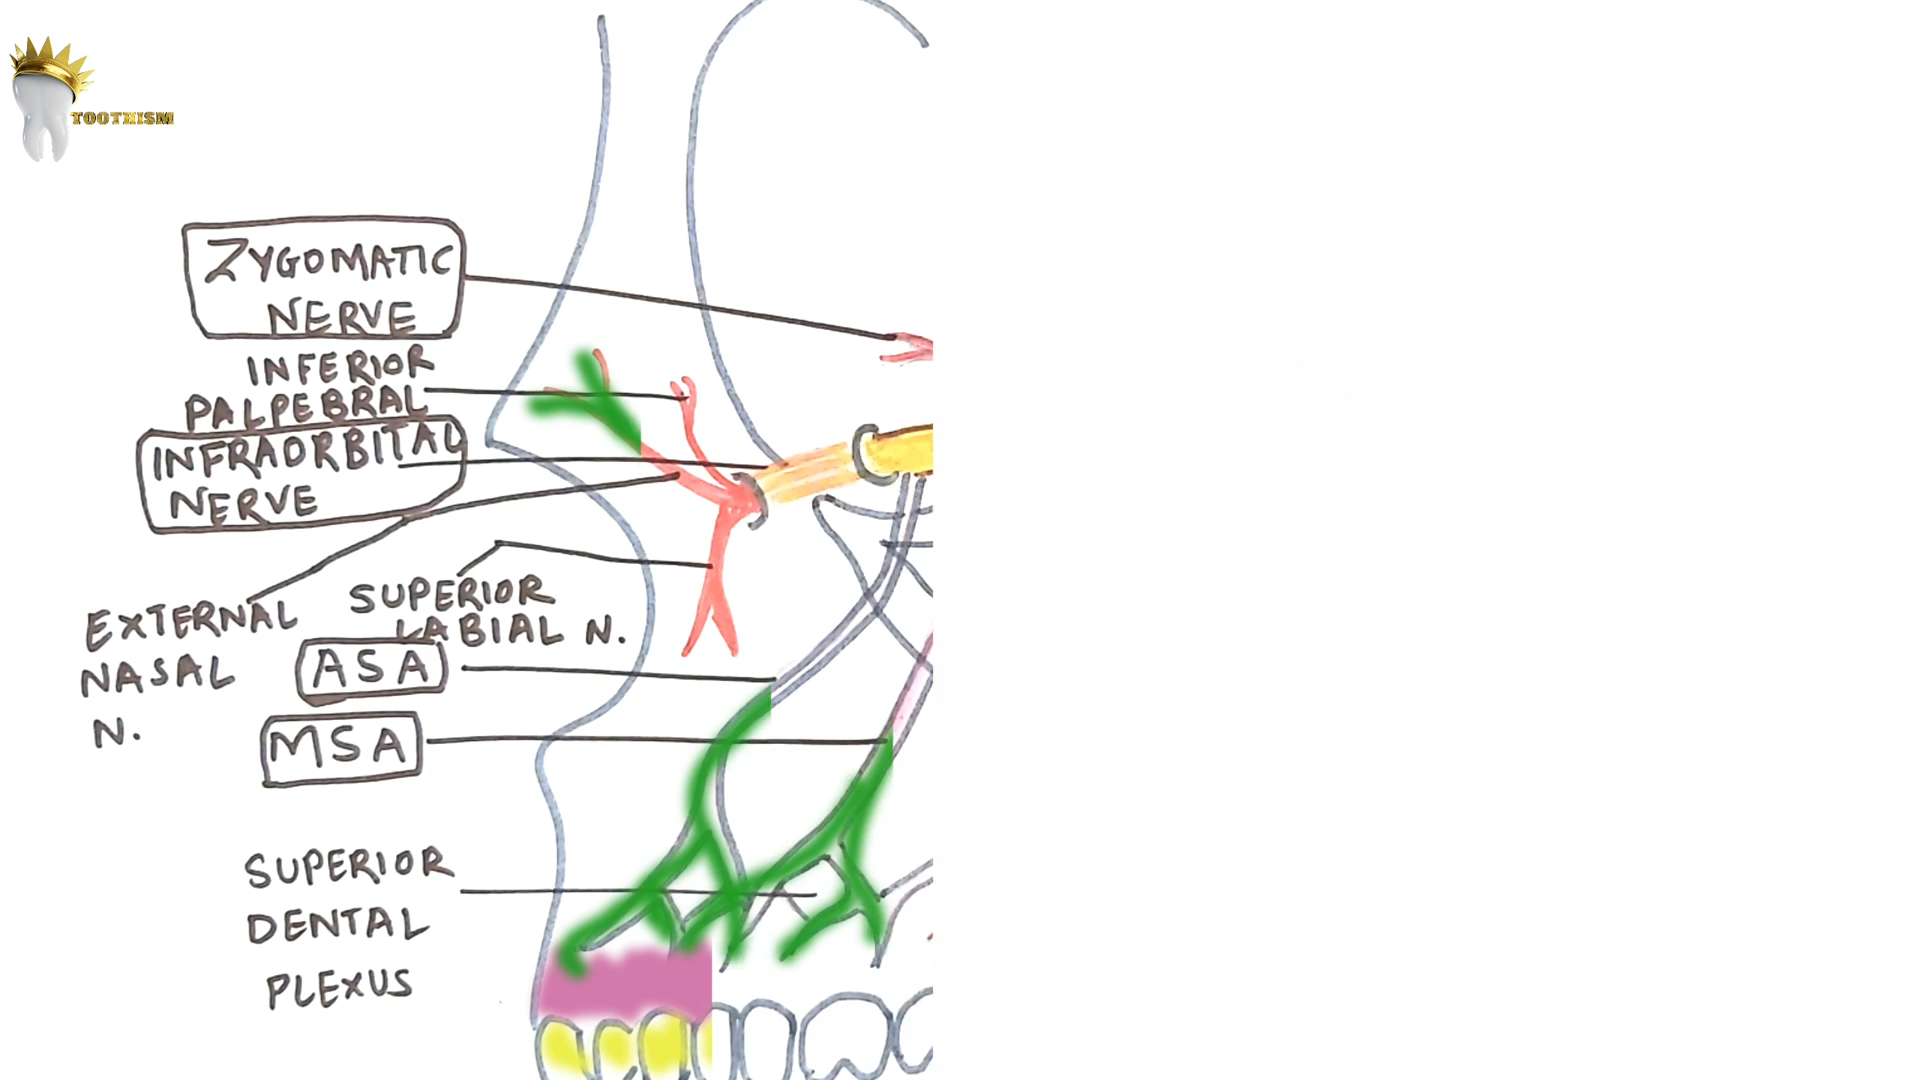 TOOTHISM
ZYGOMATIC
NERVE
INFERIOR
PALPEBRAL
INFRAORBITAL
NERVE
EXTERNAL
NASAL
N.
SUPERIOR
LABIAL N.
ASA
MSA
SUPERIOR
DENTAL
PLEXUS